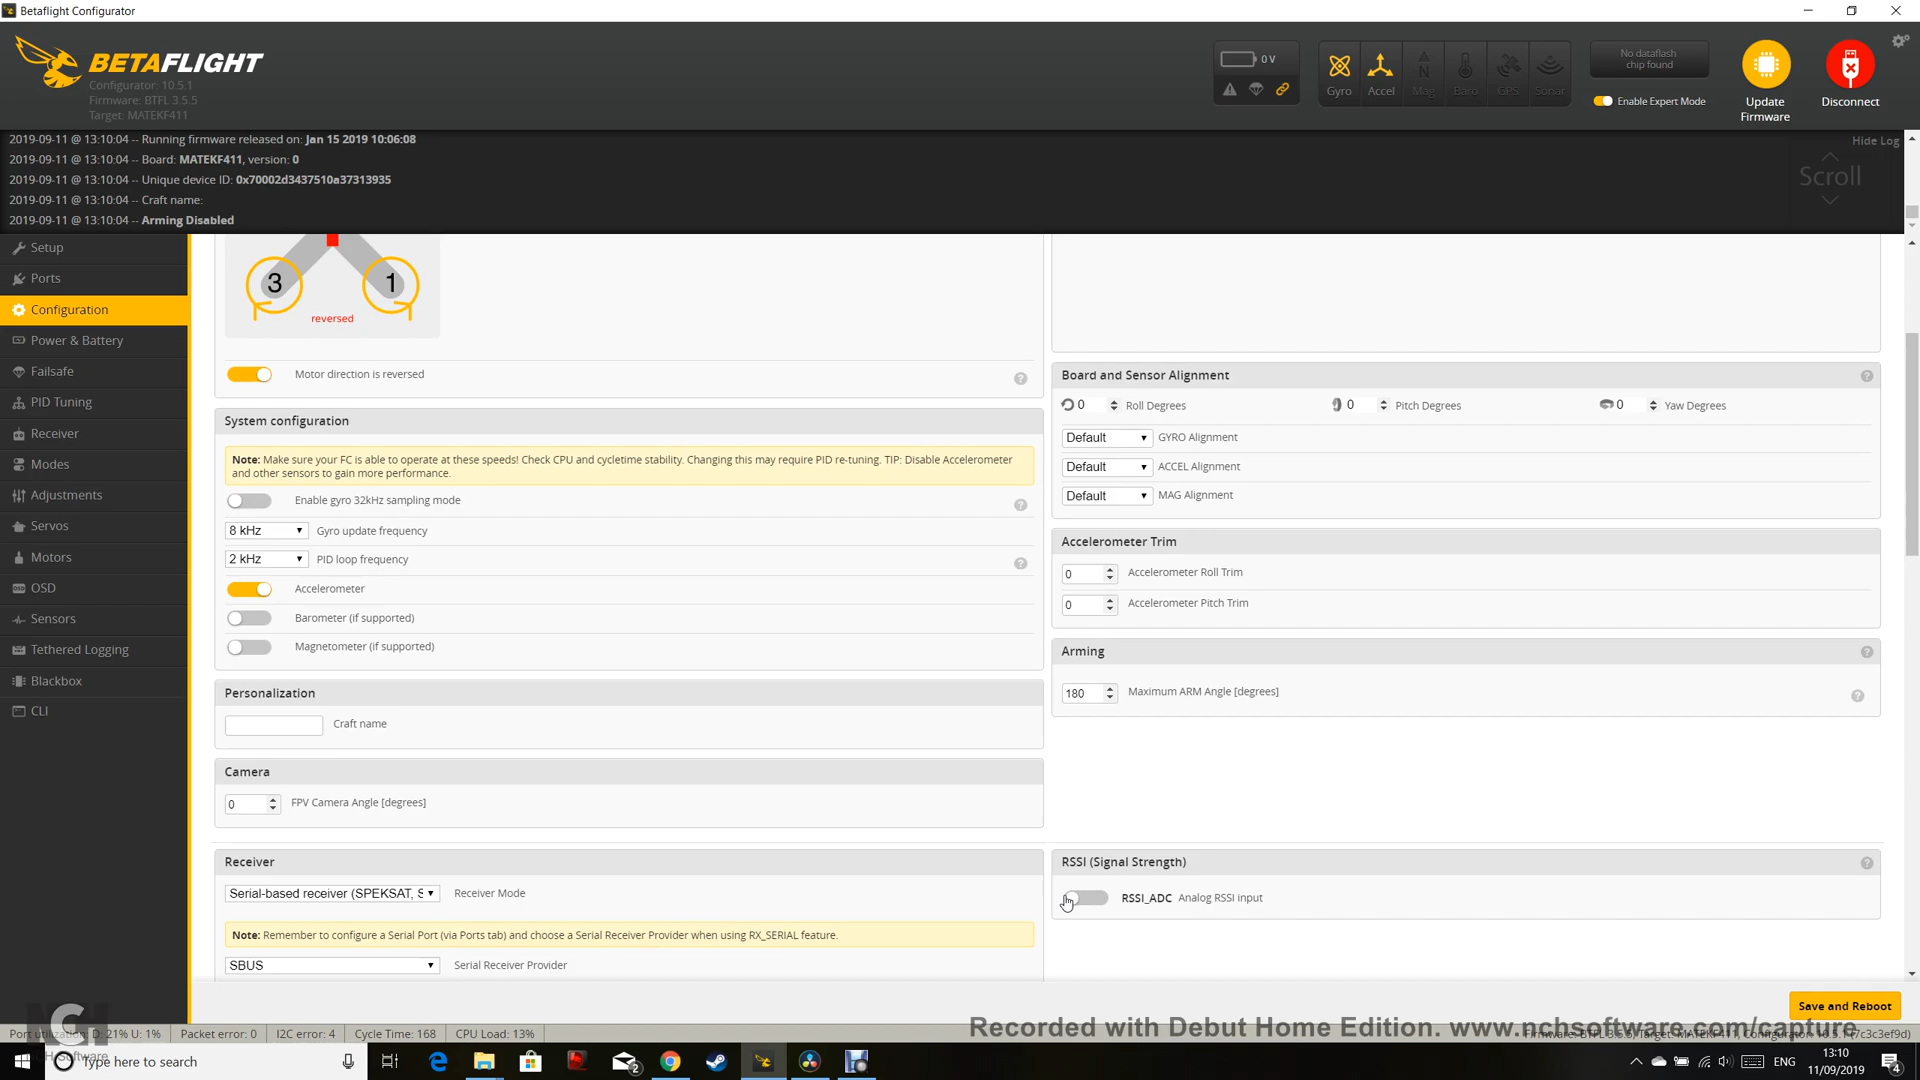 Betaflight Configurator
BETAFLIGHT
Configurator: 10.5.1
Firmware: BTFL 3.5.5
Target: MATEKF411
0 V
Gyro
Accel
Mag
Baro
GPS
Sonar
No dataflash
chip found
Enable Expert Mode
Update
Firmware
Disconnect
2019-09-11 @ 13:10:04 -- Running firmware released on: Jan 15 2019 10:06:08
2019-09-11 @ 13:10:04 -- Board: MATEKF411, version: 0
2019-09-11 @ 13:10:04 -- Unique device ID: 0x70002d3437510a37313935
2019-09-11 @ 13:10:04 -- Craft name:
2019-09-11 @ 13:10:04 -- Arming Disabled
Hide Log
Scroll
Setup
Ports
Configuration
Power & Battery
Failsafe
PID Tuning
Receiver
Modes
Adjustments
Servos
Motors
OSD
Sensors
Tethered Logging
Blackbox
CLI
3
1
reversed
Motor direction is reversed
System configuration
Note: Make sure your FC is able to operate at these speeds! Check CPU and cycletime stability. Changing this may require PID re-tuning. TIP: Disable Accelerometer
and other sensors to gain more performance.
Enable gyro 32kHz sampling mode
8 kHz Gyro update frequency
2 kHz PID loop frequency
Accelerometer
Barometer (if supported)
Magnetometer (if supported)
Personalization
Craft name
Camera
0 FPV Camera Angle [degrees]
Receiver
Serial-based receiver (SPEKSAT, S Receiver Mode
Note: Remember to configure a Serial Port (via Ports tab) and choose a Serial Receiver Provider when using RX_SERIAL feature.
SBUS Serial Receiver Provider
Board and Sensor Alignment
0 Roll Degrees 0 Pitch Degrees 0 Yaw Degrees
Default GYRO Alignment
Default ACCEL Alignment
Default MAG Alignment
Accelerometer Trim
0 Accelerometer Roll Trim
0 Accelerometer Pitch Trim
Arming
180 Maximum ARM Angle [degrees]
RSSI (Signal Strength)
RSSI_ADC Analog RSSI input
Save and Reboot
Port utilization: D: 21% U: 1% Packet error: 0 I2C error: 4 Cycle Time: 168 CPU Load: 13%
Recorded with Debut Home Edition. www.nchsoftware.com/capture
Type here to search
2
ENG
13:10
11/09/2019
4